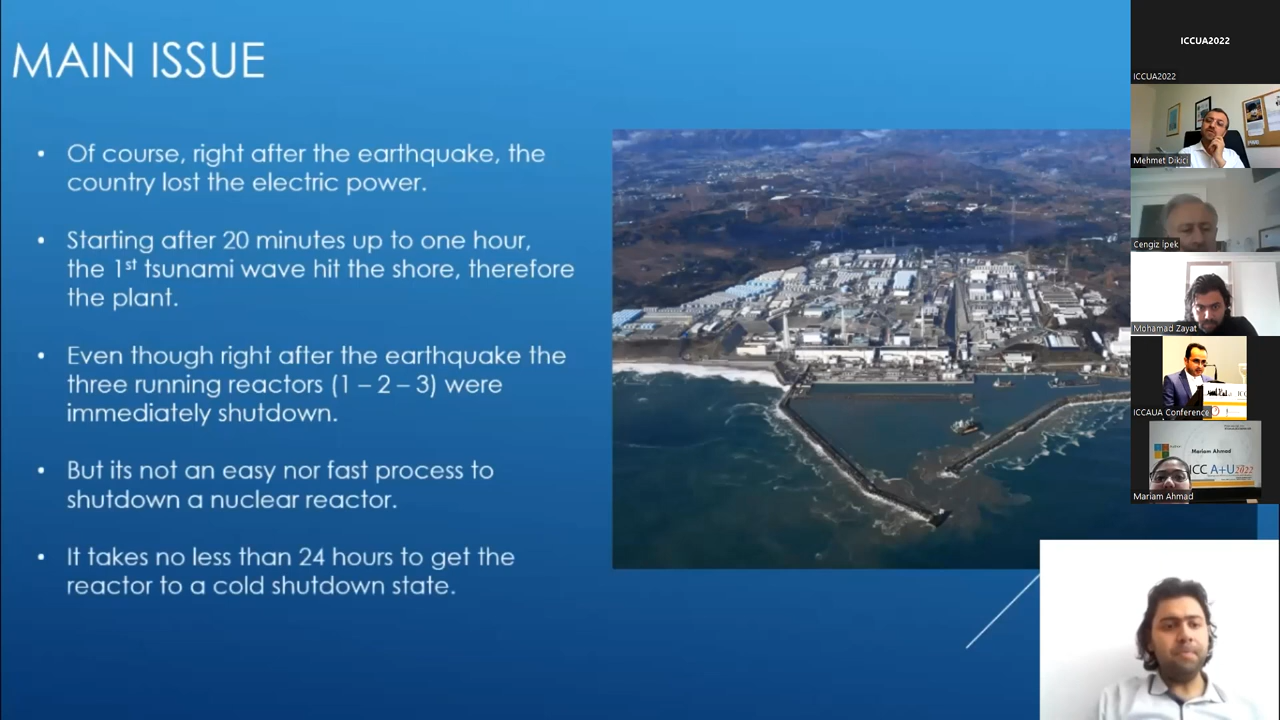 MAIN ISSUE
• Of course, right after the earthquake, the
country lost the electric power.
• Starting after 20 minutes up to one hour,
the 1st tsunami wave hit the shore, therefore
the plant.
• Even though right after the earthquake the
three running reactors (1 – 2 – 3) were
immediately shutdown.
• But its not an easy nor fast process to
shutdown a nuclear reactor.
• It takes no less than 24 hours to get the
reactor to a cold shutdown state.
ICCUA2022
ICCUA2022
Mehmet Dikici
Cengiz İpek
Mohamad Zayat
ICCAUA Conference
Mariam Ahmad
ICC A+U2022
Mariam Ahmad